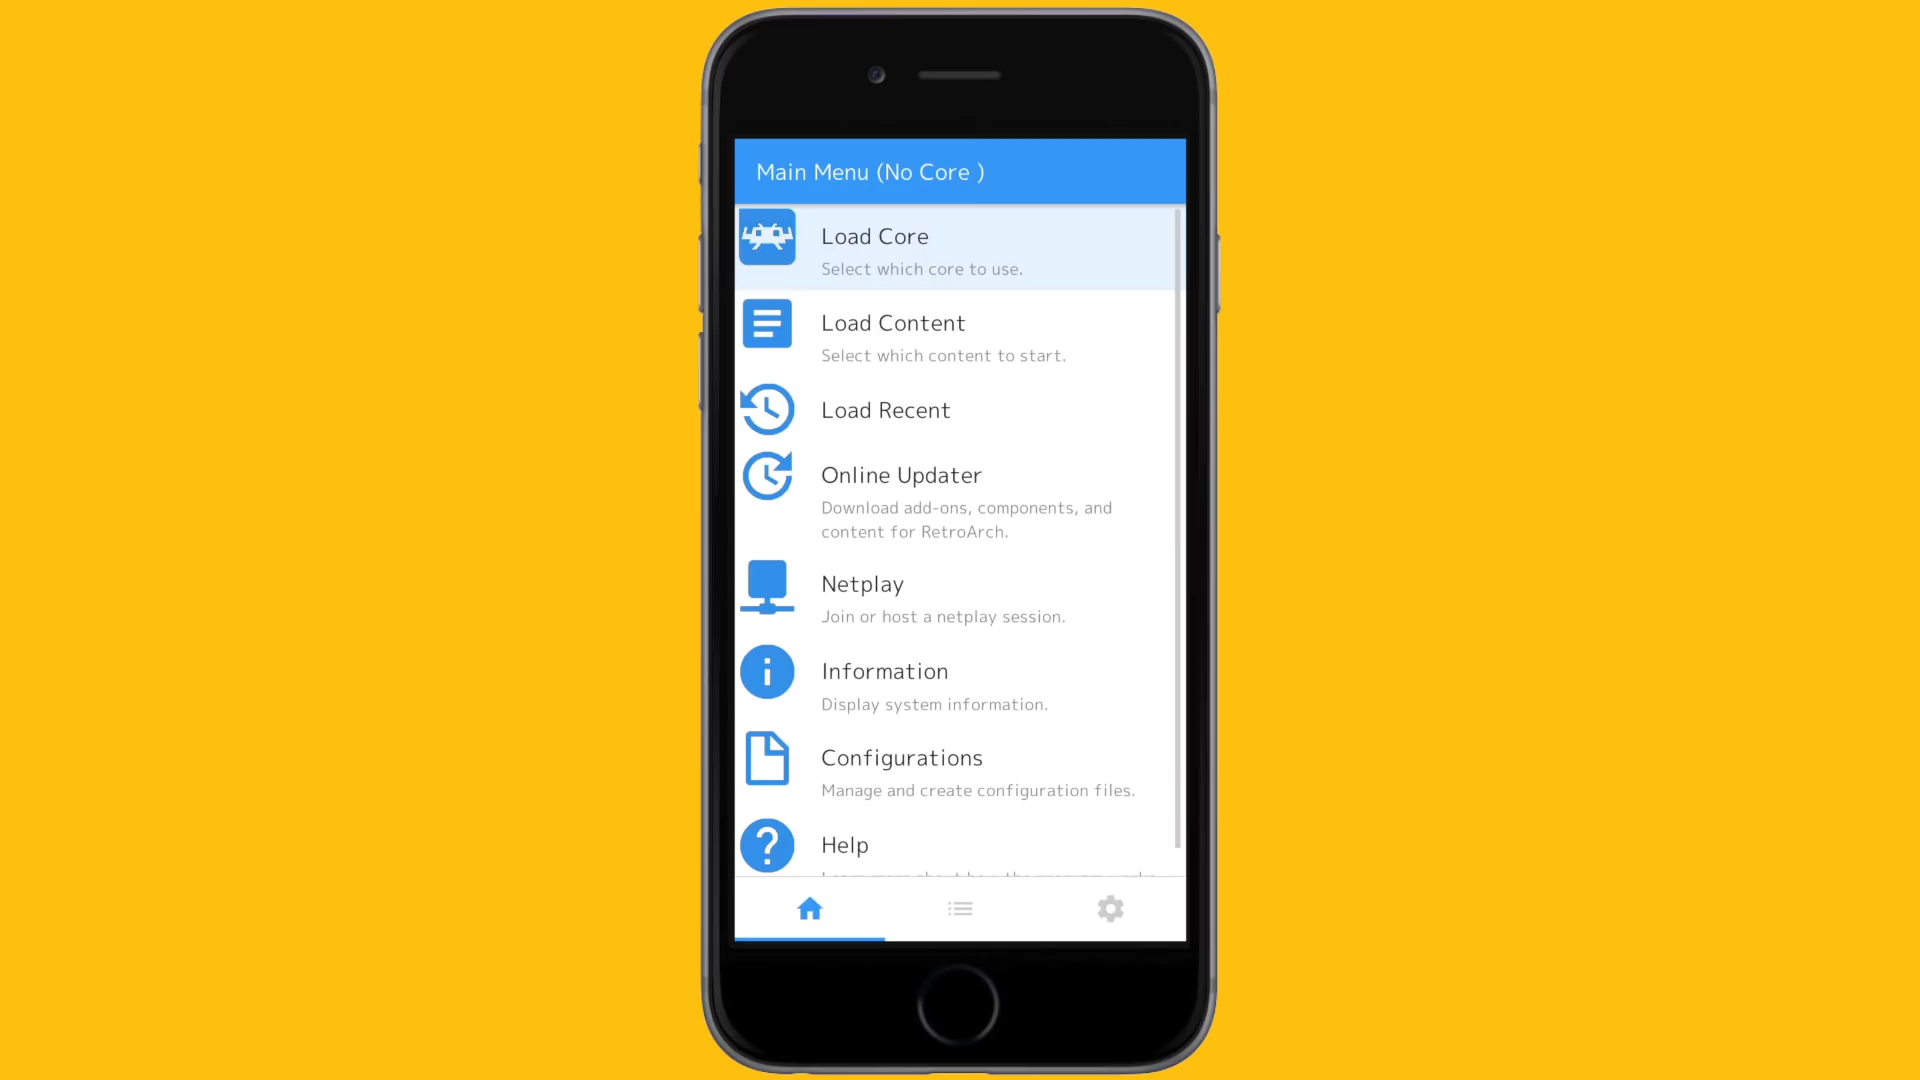 Main Menu (No Core )
Load Core
Select which core to use.
Load Content
Select which content to start.
Load Recent
Online Updater
Download add-ons, components, and
content for RetroArch.
Netplay
Join or host a netplay session.
Information
Display system information.
Configurations
Manage and create configuration files.
Help